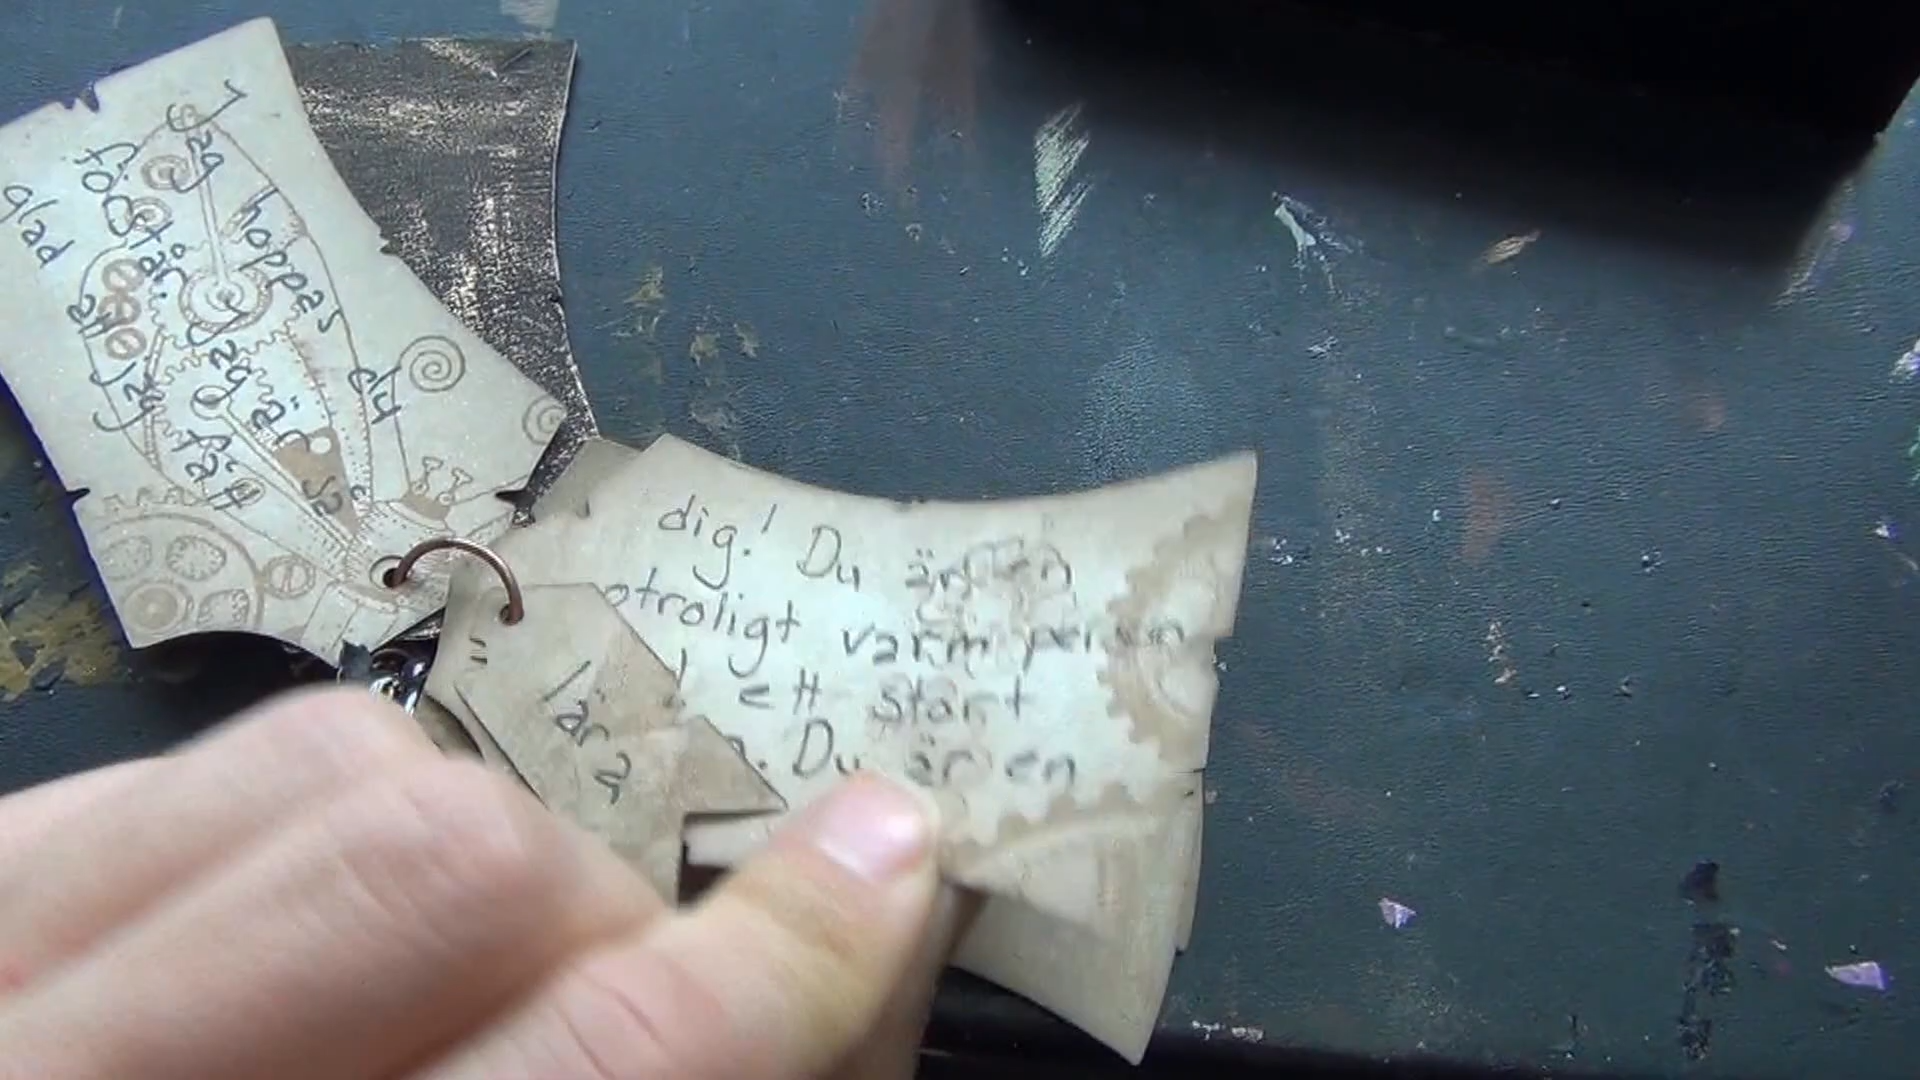 Jag hoppas du
förstår jag är så
glad att jag fått
lära
dig! Du är en
otroligt varm person
ett stort
. Du är en